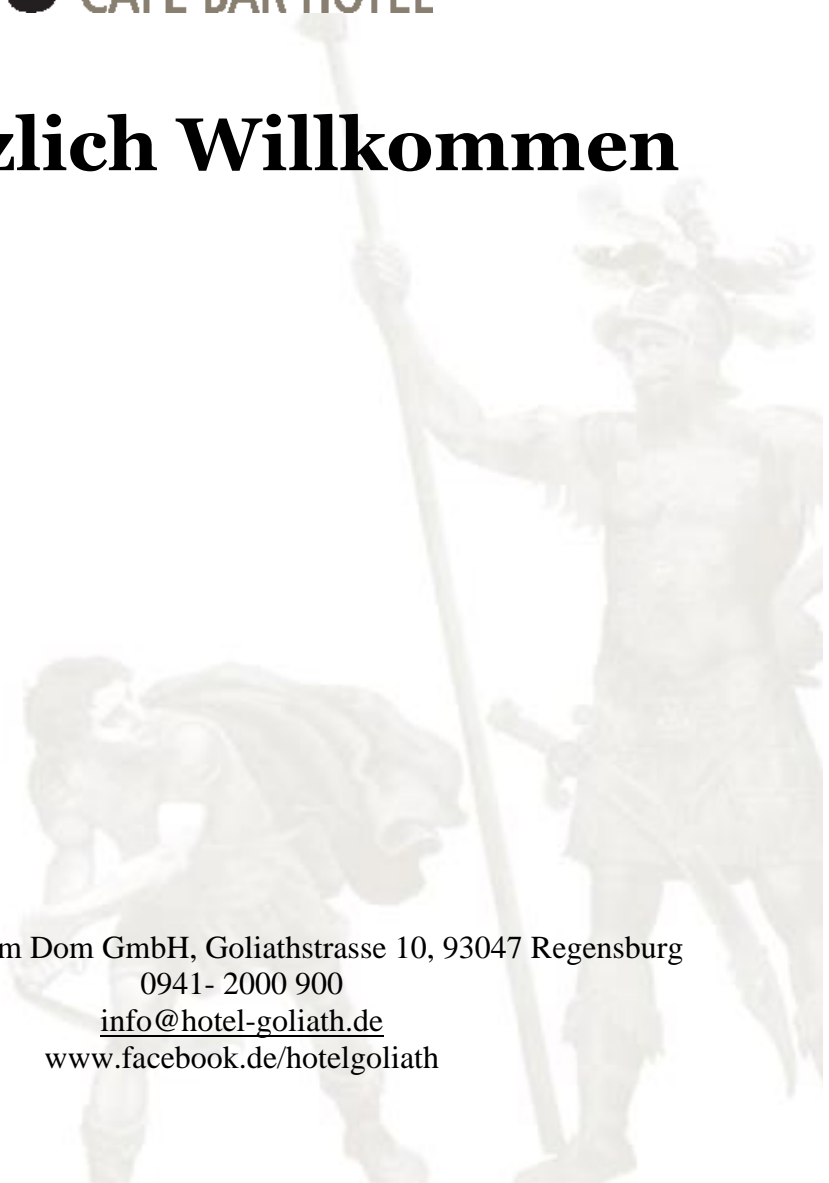 CAFE BAR HOTEL
zlich Willkommen
m Dom GmbH, Goliathstrasse 10, 93047 Regensburg
0941- 2000 900
info@hotel-goliath.de
www.facebook.de/hotelgoliath